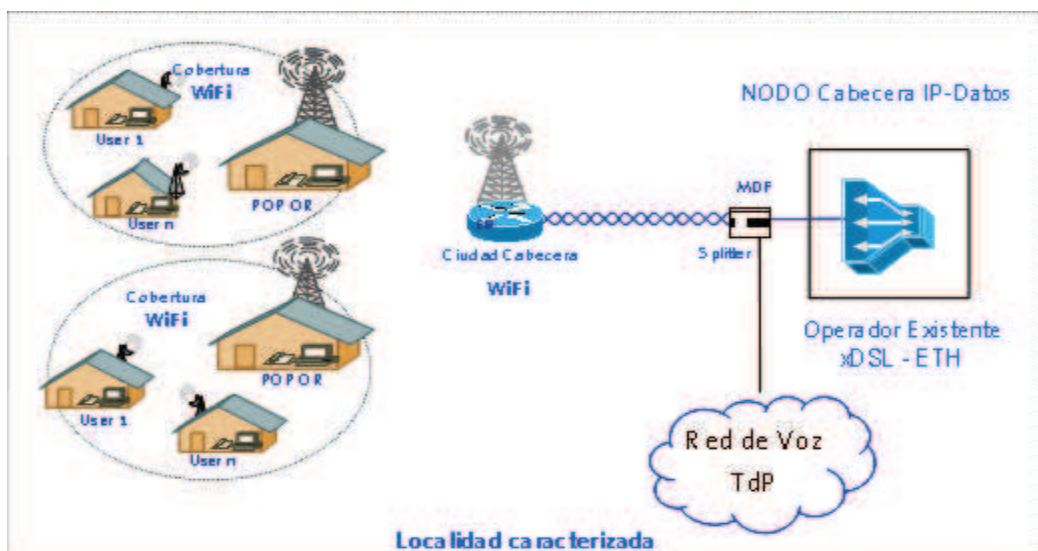 Cobertura
WiFi
User 1
User n
POP OR
Cobertura
WiFi
User 1
User n
POP OR
Ciudad Cabecera
WiFi
MDF
Splitter
NODO Cabecera IP-Datos
Operador Existente
xDSL - ETH
Red de Voz
TdP
Localidad caracterizada